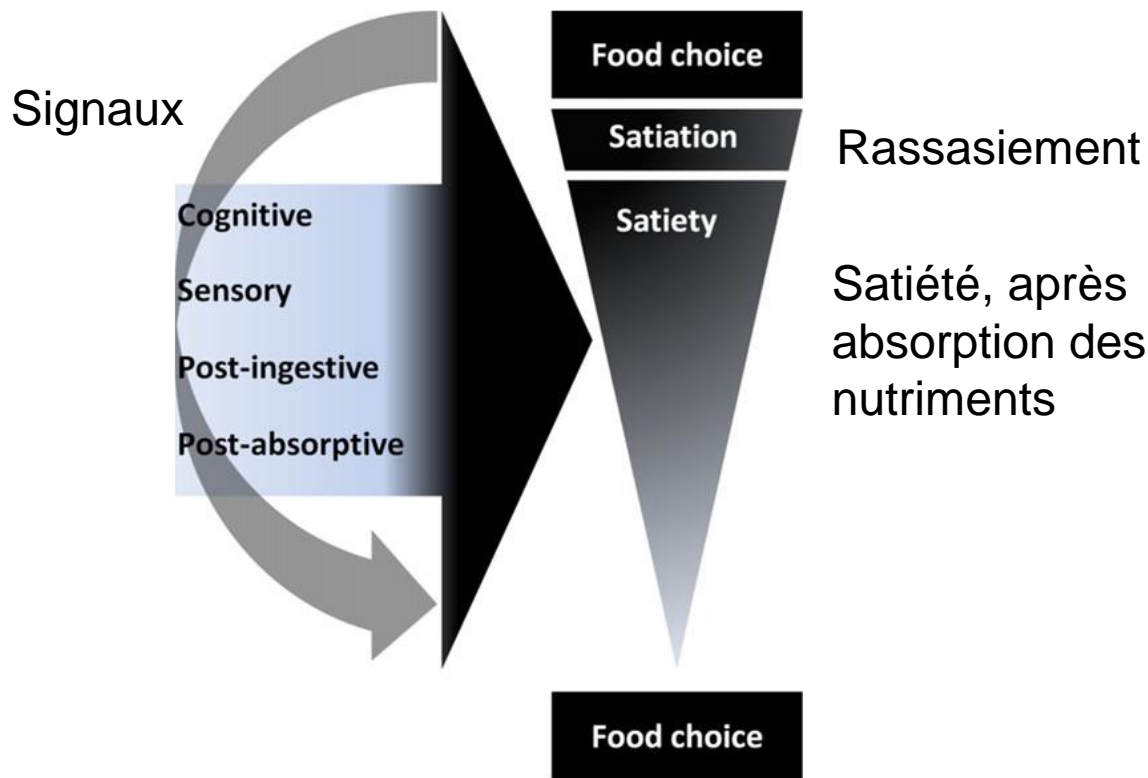 Signaux
Cognitive
Sensory
Post-ingestive
Post-absorptive
Food choice
Satiation
Satiety
Food choice
Rassasiement
Satiété, après
absorption des
nutriments